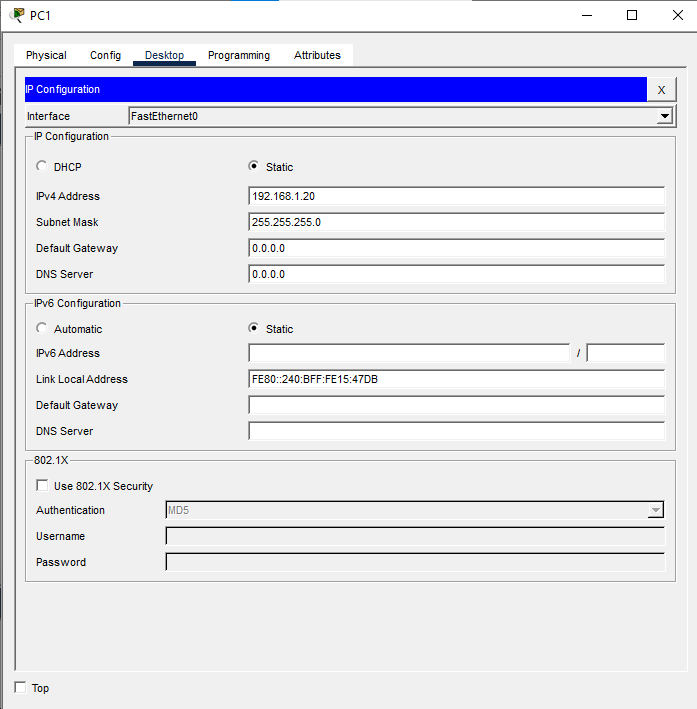 PC1
Physical Config Desktop Programming Attributes
IP Configuration X
Interface FastEthernet0
IP Configuration
DHCP Static
IPv4 Address 192.168.1.20
Subnet Mask 255.255.255.0
Default Gateway 0.0.0.0
DNS Server 0.0.0.0
IPv6 Configuration
Automatic Static
IPv6 Address /
Link Local Address FE80::240:BFF:FE15:47DB
Default Gateway
DNS Server
802.1X
Use 802.1X Security
Authentication MD5
Username
Password
Top